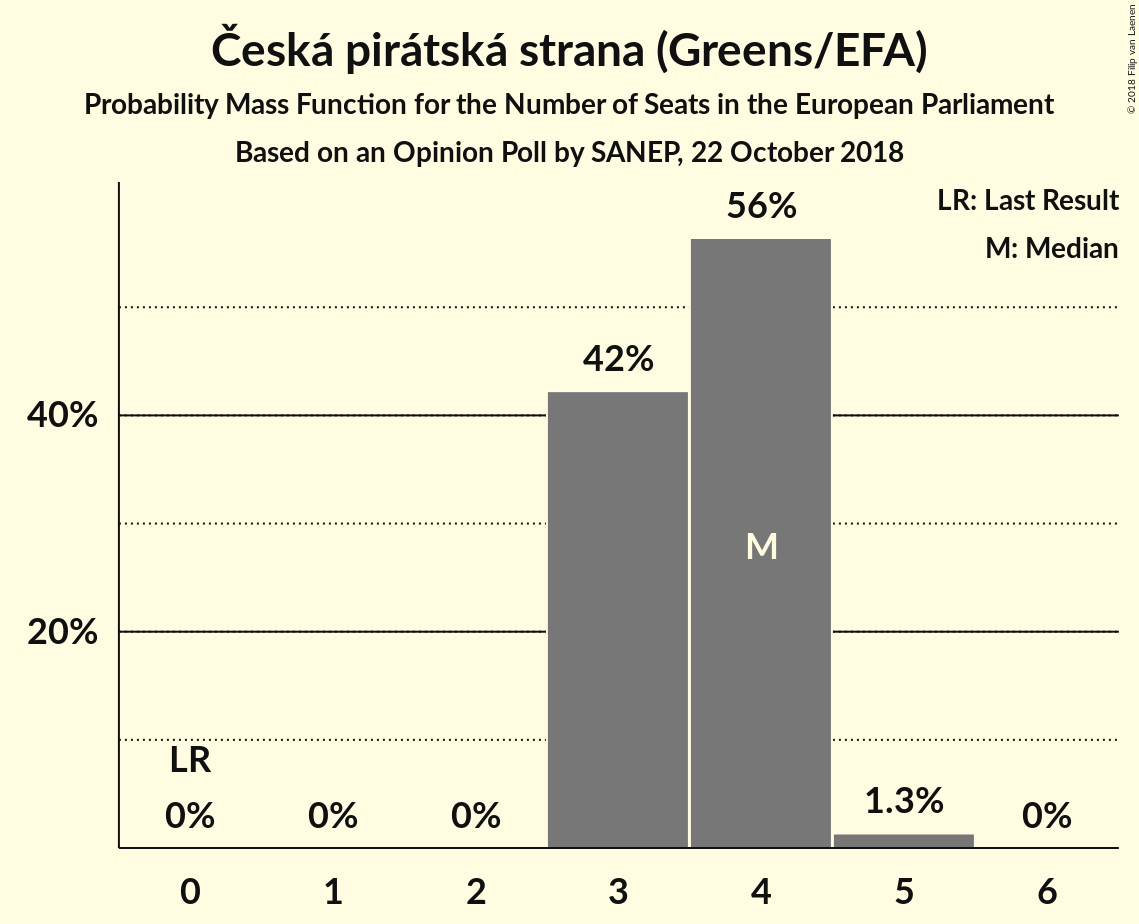 Česká pirátská strana (Greens/EFA)
Probability Mass Function for the Number of Seats in the European Parliament
Based on an Opinion Poll by SANEP, 22 October 2018
© 2018 Filip van Laenen
LR: Last Result
M: Median
56%
42%
40%
M
20%
LR
0%
0%
0%
1.3%
0%
0
1
2
3
4
5
6